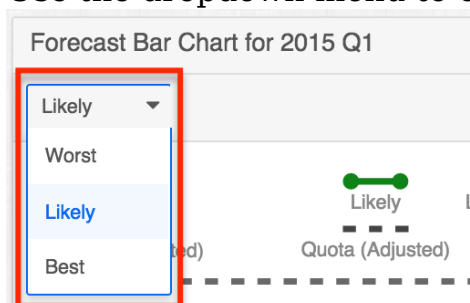 Forecast Bar Chart for 2015 Q1
Likely
Worst
Likely
Likely
Best
Quota (Adjusted)